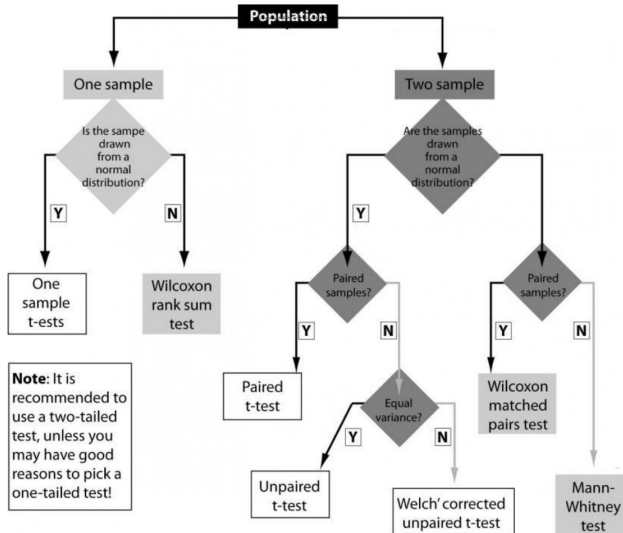 Population
One sample
Two sample
Is the sampe
drawn
from a
normal
distribution?
Are the samples
drawn
from a
normal
distribution?
Y
N
Y
One
sample
t-ests
Wilcoxon
rank sum
test
Paired
samples?
Paired
samples?
Y
N
Y
N
Note: It is
recommended to
use a two-tailed
test, unless you
may have good
reasons to pick a
one-tailed test!
Paired
t-test
Equal
variance?
Wilcoxon
matched
pairs test
Y
N
Unpaired
t-test
Welch' corrected
unpaired t-test
Mann-
Whitney
test